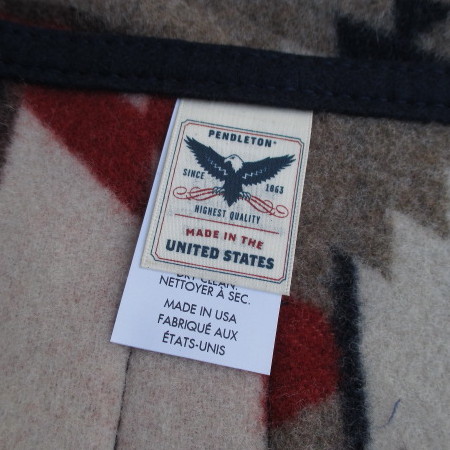 PENDLETON®
SINCE 1863
HIGHEST QUALITY
MADE IN THE
UNITED STATES
DRY CLEAN.
NETTOYER À SEC.
MADE IN USA
FABRIQUÉ AUX
ÉTATS-UNIS